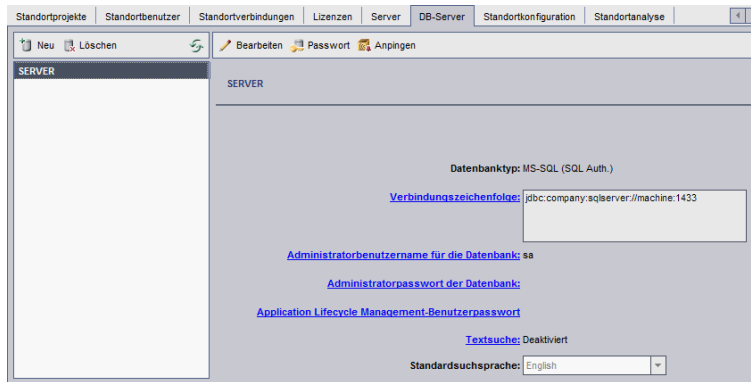 Standortprojekte Standortbenutzer Standortverbindungen Lizenzen Server DB-Server Standortkonfiguration Standortanalyse
Neu Löschen Bearbeiten Passwort Anpingen
SERVER
SERVER
Datenbanktyp: MS-SQL (SQL Auth.)
Verbindungszeichenfolge: jdbc:company:sqlserver://machine:1433
Administratorbenutzername für die Datenbank: sa
Administratorpasswort der Datenbank:
Application Lifecycle Management-Benutzerpasswort
Textsuche: Deaktiviert
Standardsuchsprache: English